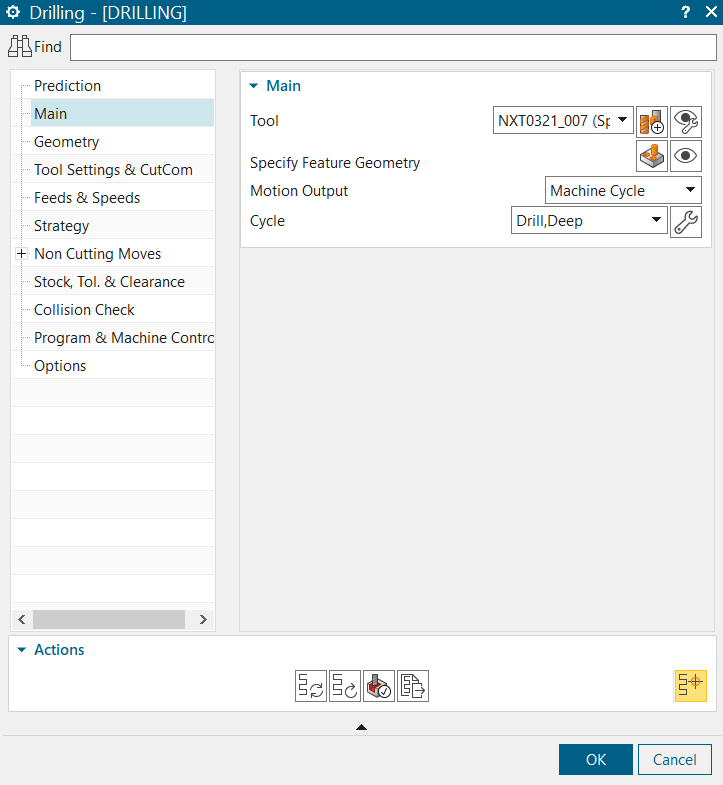 Drilling - [DRILLING]
?
Find
Prediction
Main
Geometry
Tool Settings & CutCom
Feeds & Speeds
Strategy
Non Cutting Moves
Stock, Tol. & Clearance
Collision Check
Program & Machine Contro
Options
Main
Tool
NXT0321_007 (Sp
Specify Feature Geometry
Motion Output
Machine Cycle
Cycle
Drill,Deep
Actions
OK
Cancel